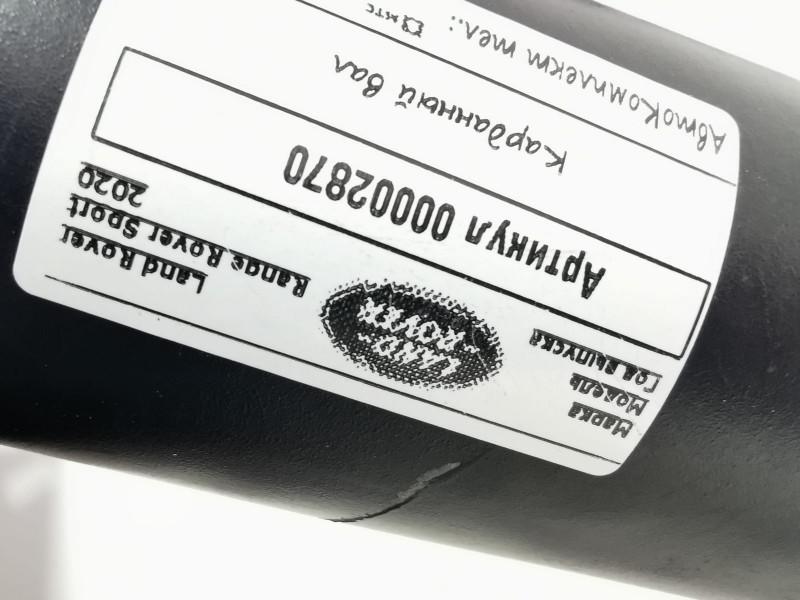 Марка
Land Rover
Модель
Range Rover Sport
Год выпуска
2020
LAND
ROVER
Артикул 00002870
Карданный вал
АвтоКомплект тел.: